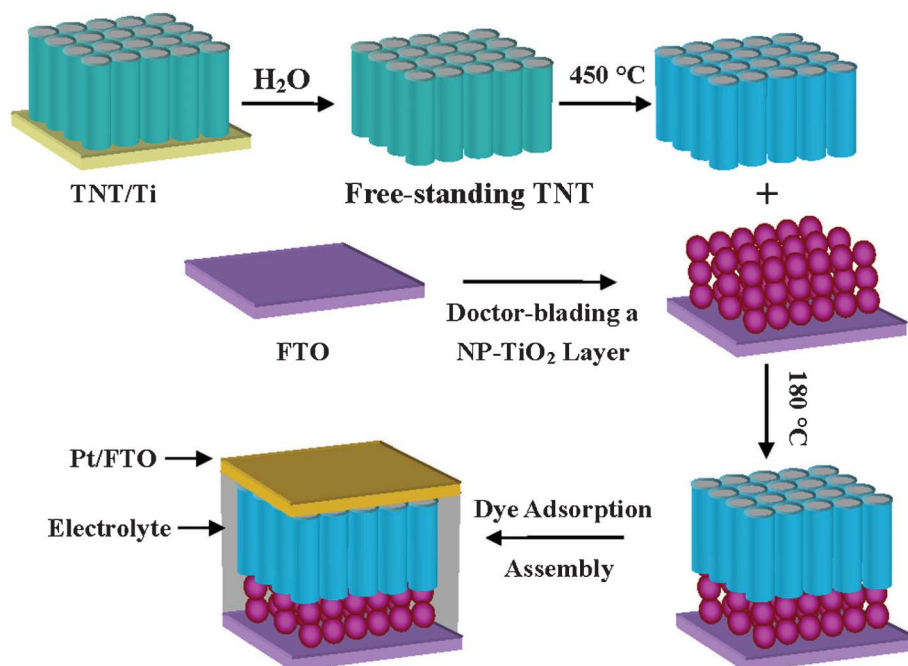 H₂O
450 °C
TNT/Ti
Free-standing TNT
+
FTO
Doctor-blading a
NP-TiO₂ Layer
180 °C
Pt/FTO
Electrolyte
Dye Adsorption
Assembly